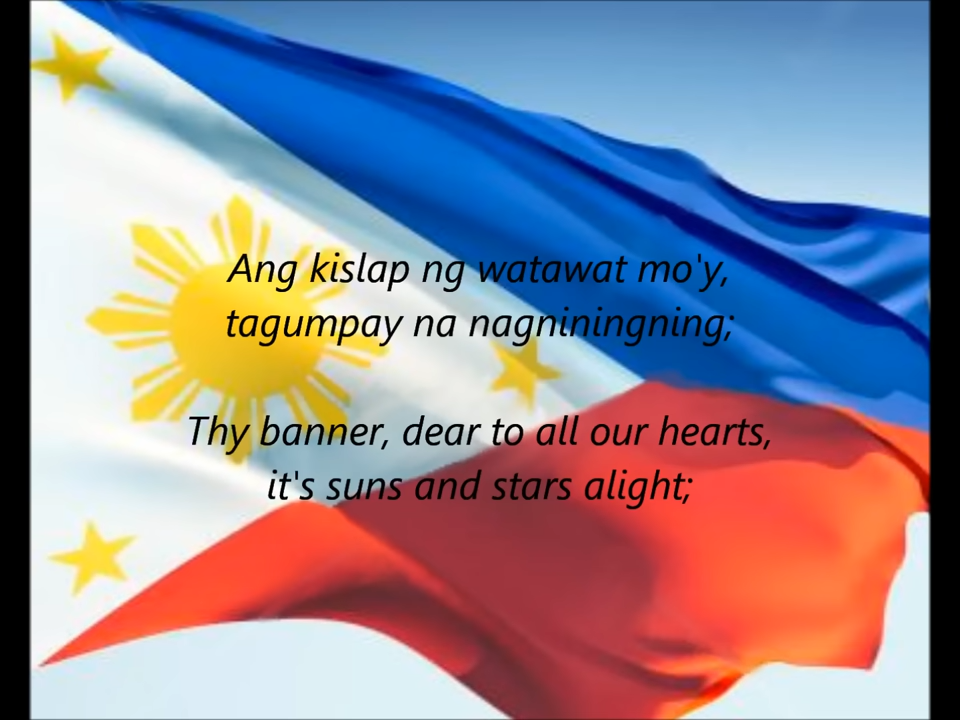 Ang kislap ng watawat mo'y,
tagumpay na nagniningning;
Thy banner, dear to all our hearts,
it's suns and stars alight;